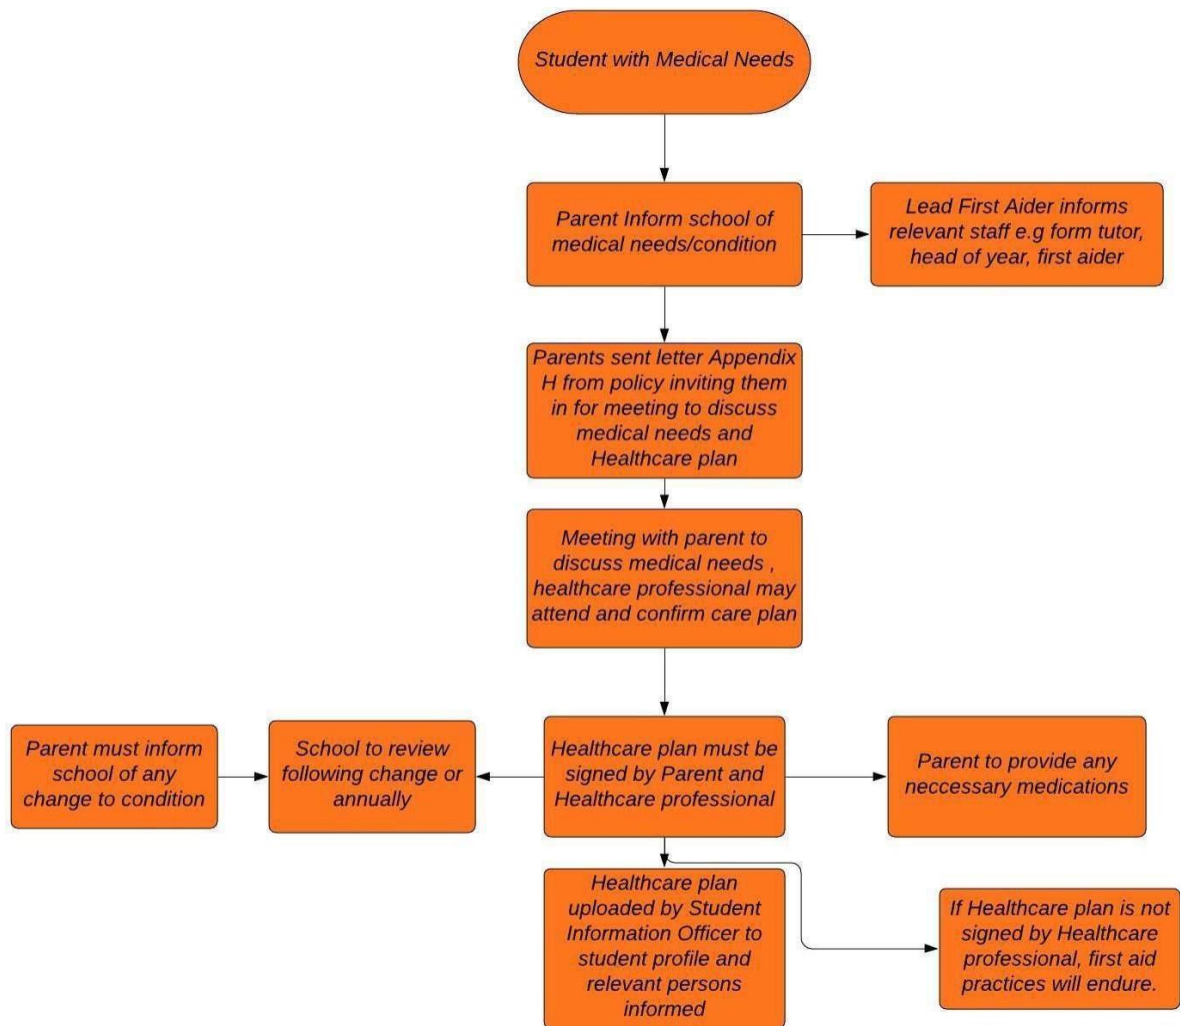 Student with Medical Needs
Parent Inform school of
medical needs/condition
Lead First Aider informs
relevant staff e.g form tutor,
head of year, first aider
Parents sent letter Appendix
H from policy inviting them
in for meeting to discuss
medical needs and
Healthcare plan
Meeting with parent to
discuss medical needs ,
healthcare professional may
attend and confirm care plan
Parent must inform
school of any
change to condition
School to review
following change or
annually
Healthcare plan must be
signed by Parent and
Healthcare professional
Parent to provide any
neccessary medications
Healthcare plan
uploaded by Student
Information Officer to
student profile and
relevant persons
informed
If Healthcare plan is not
signed by Healthcare
professional, first aid
practices will endure.